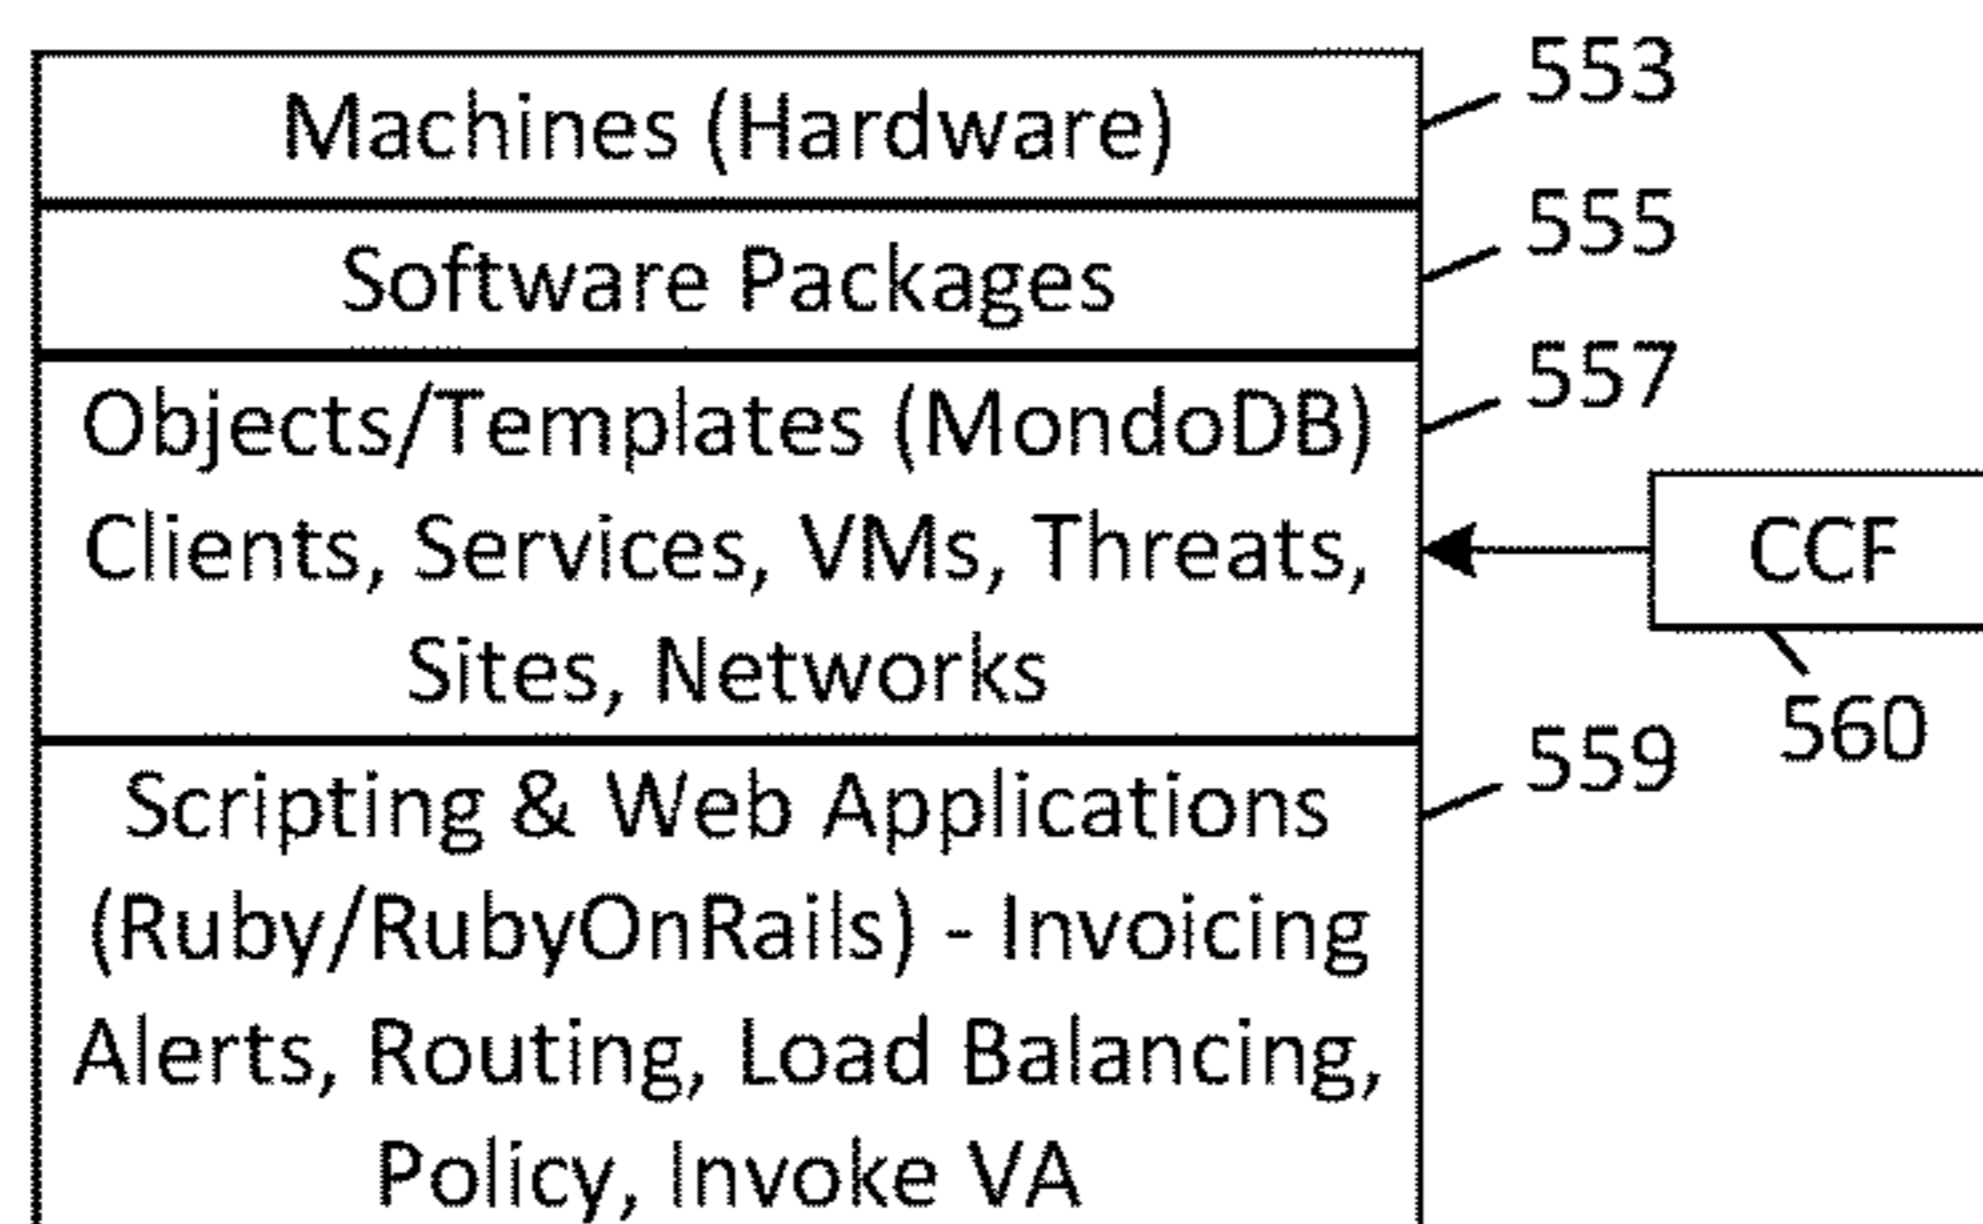 553
Machines (Hardware)
555
Software Packages
557
Objects/Templates (MondoDB)
Clients, Services, VMs, Threats,
Sites, Networks
CCF
560
559
Scripting & Web Applications
(Ruby/RubyOnRails) - Invoicing
Alerts, Routing, Load Balancing,
Policy, Invoke VA